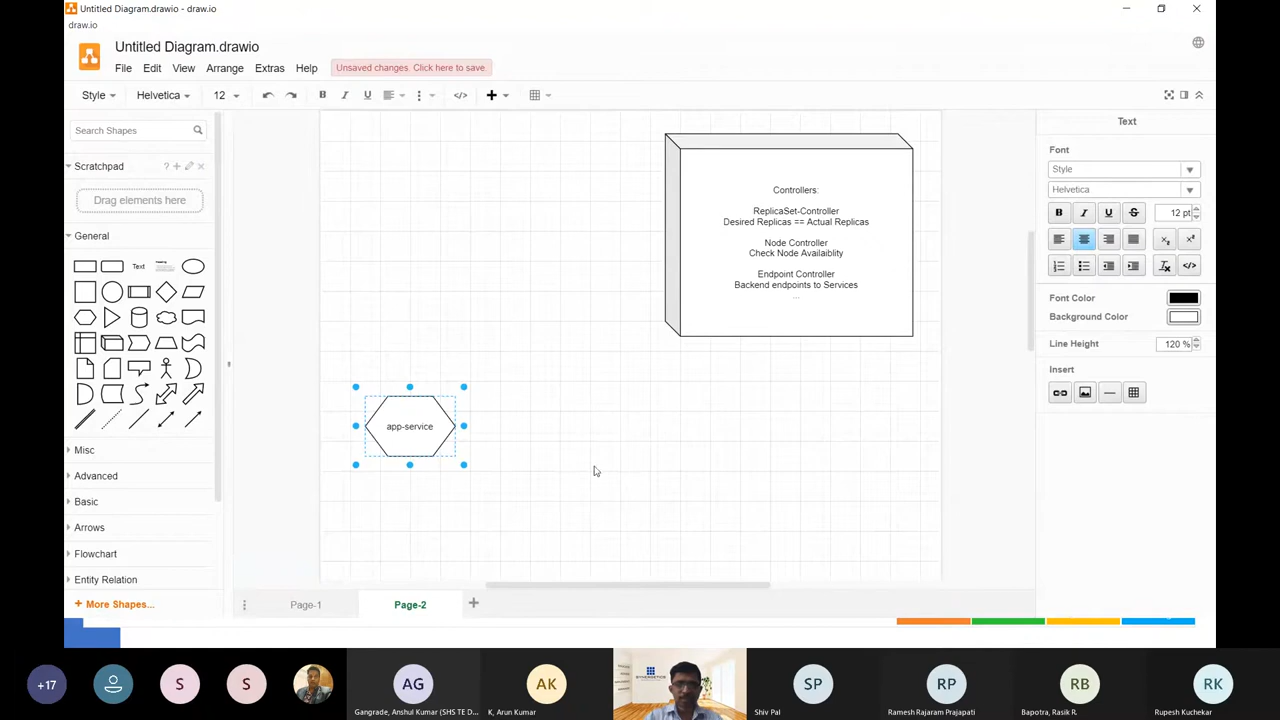 Untitled Diagram.drawio - draw.io
draw.io
Untitled Diagram.drawio
File Edit View Arrange Extras Help Unsaved changes. Click here to save.
Style Helvetica 12
Search Shapes
Scratchpad
Drag elements here
General
Text
Misc
Advanced
Basic
Arrows
Flowchart
Entity Relation
+ More Shapes...
Controllers:
ReplicaSet-Controller
Desired Replicas == Actual Replicas
Node Controller
Check Node Availaiblity
Endpoint Controller
Backend endpoints to Services
...
app-service
Page-1 Page-2
Text
Font
Style
Helvetica
B I U S 12 pt
Font Color
Background Color
Line Height 120 %
Insert
+17
S
S
AG
Gangrade, Anshul Kumar (SHS TE D...
AK
K, Arun Kumar
SYNERGETICS
SP
Shiv Pal
RP
Ramesh Rajaram Prajapati
RB
Bapotra, Rasik R.
RK
Rupesh Kuchekar